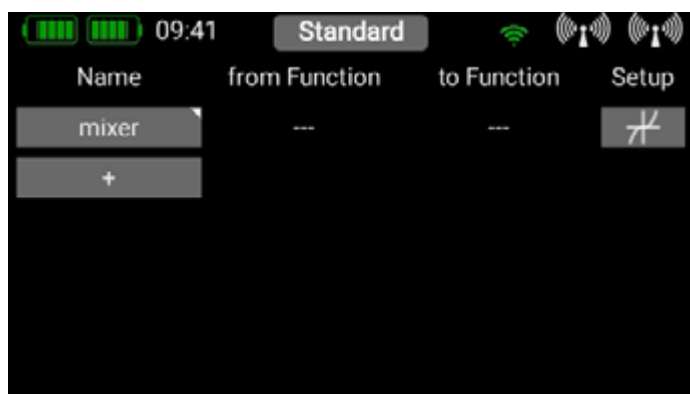 09:41 Standard
Name from Function to Function Setup
mixer --- ---
+